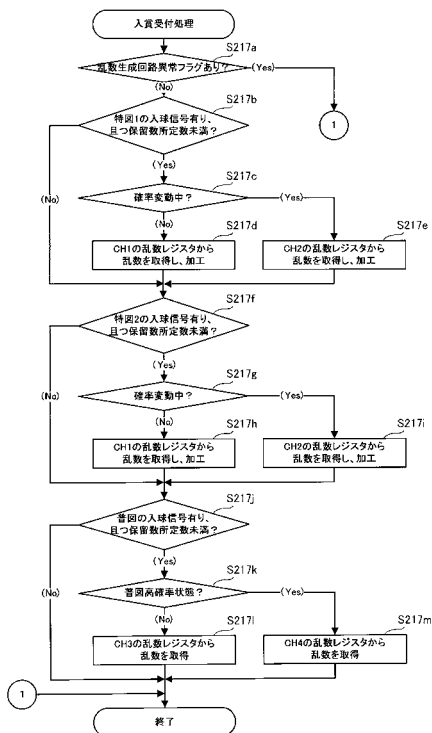 入賞受付処理
S217a
乱数生成回路異常フラグあり?
(Yes)
(No)
1
S217b
特図1の入球信号有り、
且つ保留数所定数未満?
(Yes)
(No)
S217c
確率変動中?
(Yes)
(No)
S217d
CH1の乱数レジスタから
乱数を取得し、加工
S217e
CH2の乱数レジスタから
乱数を取得し、加工
S217f
特図2の入球信号有り、
且つ保留数所定数未満?
(Yes)
(No)
S217g
確率変動中?
(Yes)
(No)
S217h
CH1の乱数レジスタから
乱数を取得し、加工
S217i
CH2の乱数レジスタから
乱数を取得し、加工
S217j
普図の入球信号有り、
且つ保留数所定数未満?
(Yes)
(No)
S217k
普図高確率状態?
(Yes)
(No)
S217l
CH3の乱数レジスタから
乱数を取得
S217m
CH4の乱数レジスタから
乱数を取得
1
終了